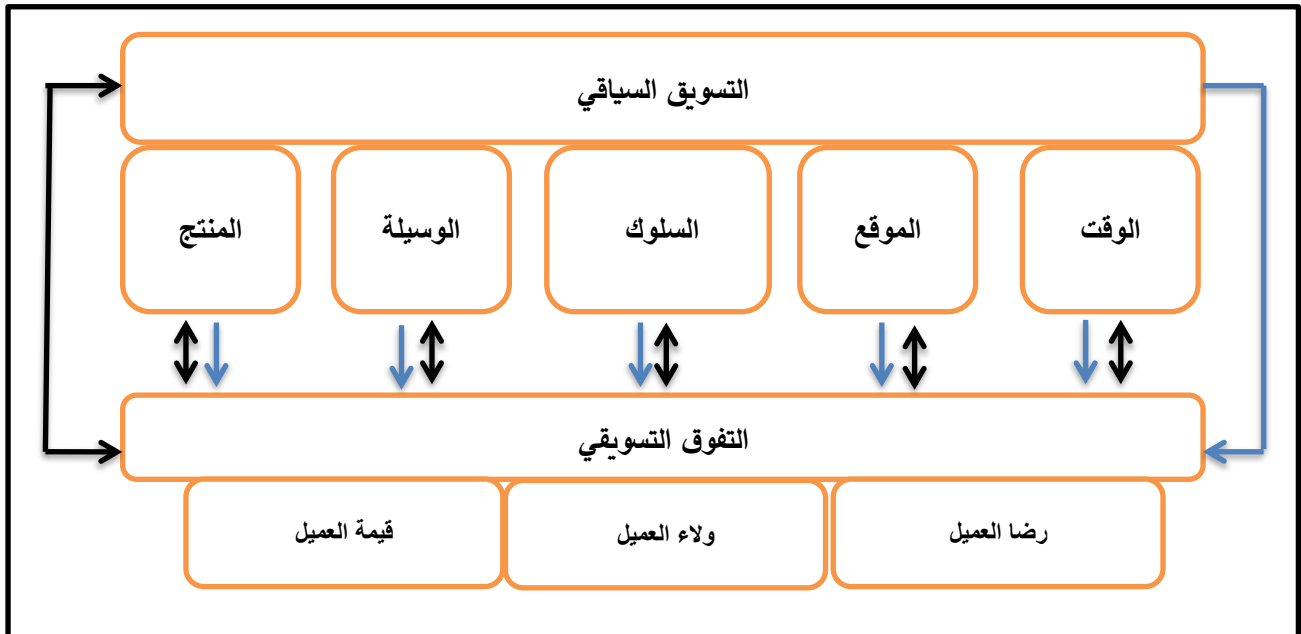 التسويق السياقي
الوقت
الموقع
السلوك
الوسيلة
المنتج
التفوق التسويقي
رضا العميل
ولاء العميل
قيمة العميل